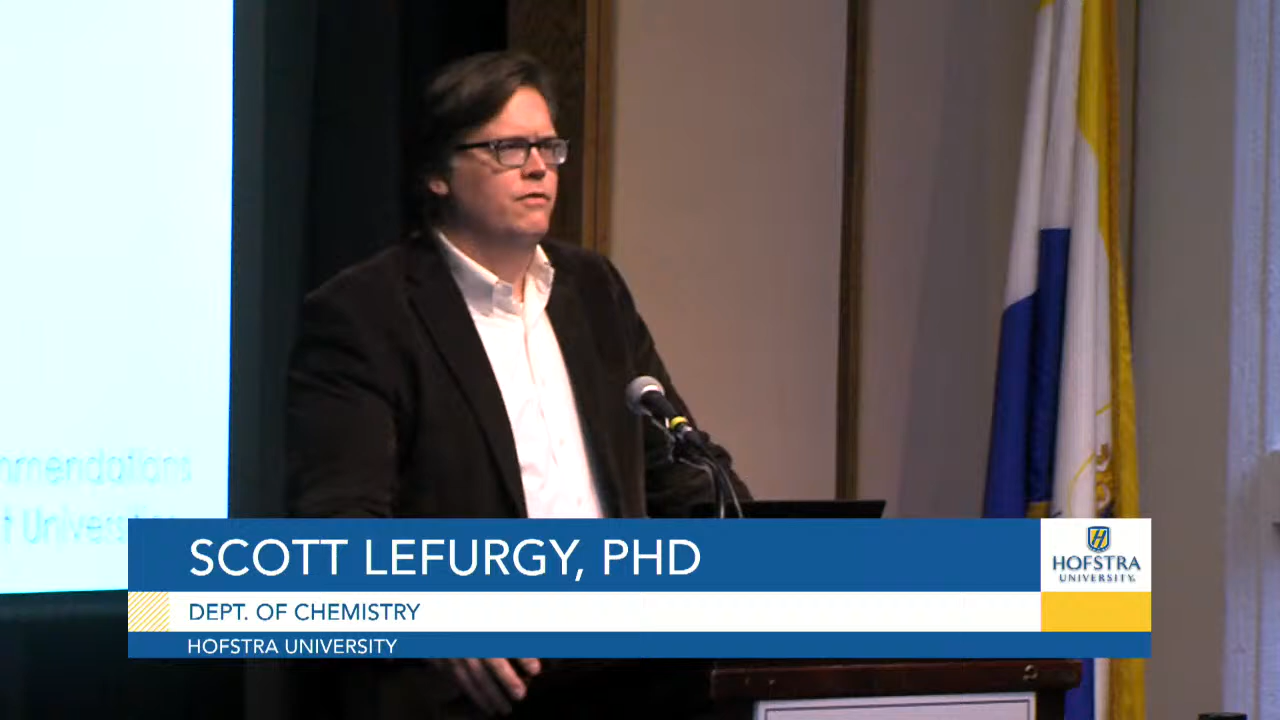 SCOTT LEFURGY, PHD
DEPT. OF CHEMISTRY
HOFSTRA UNIVERSITY
HOFSTRA
UNIVERSITY